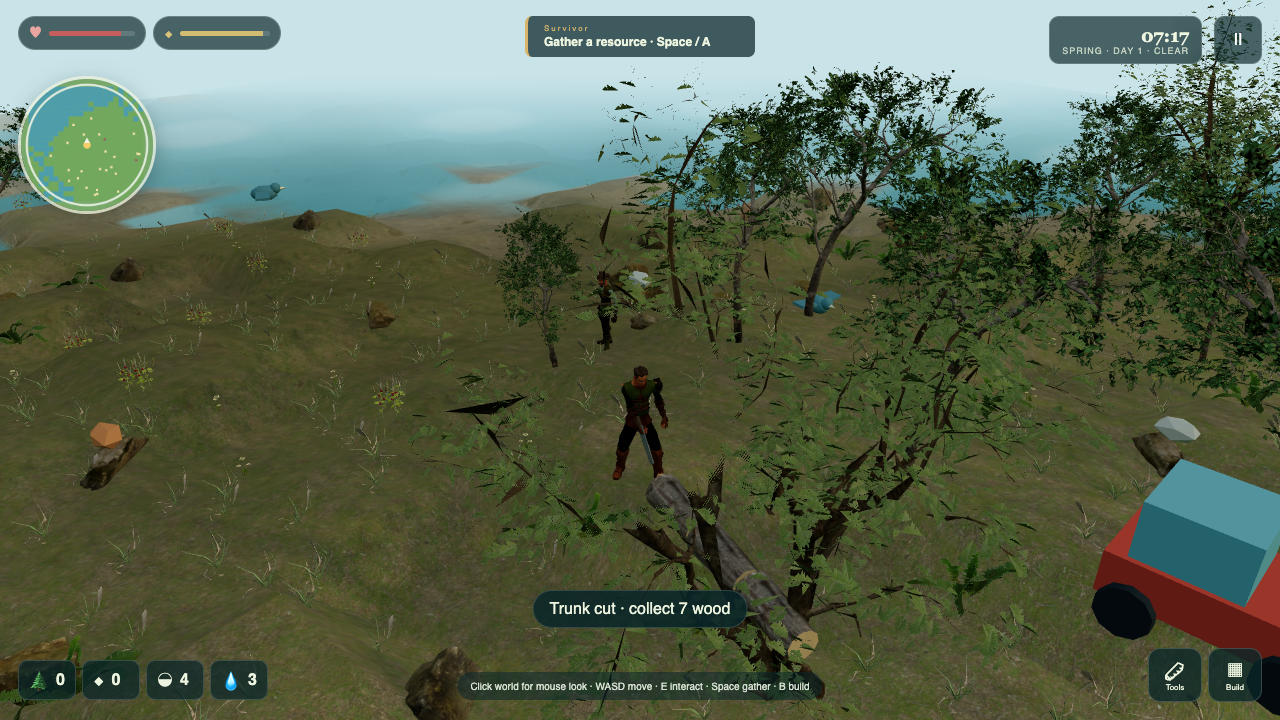 Survivor
Gather a resource · Space / A
07:17
SPRING · DAY 1 · CLEAR
Trunk cut · collect 7 wood
0
0
4
3
Click world for mouse look · WASD move · E interact · Space gather · B build
Tools
Build